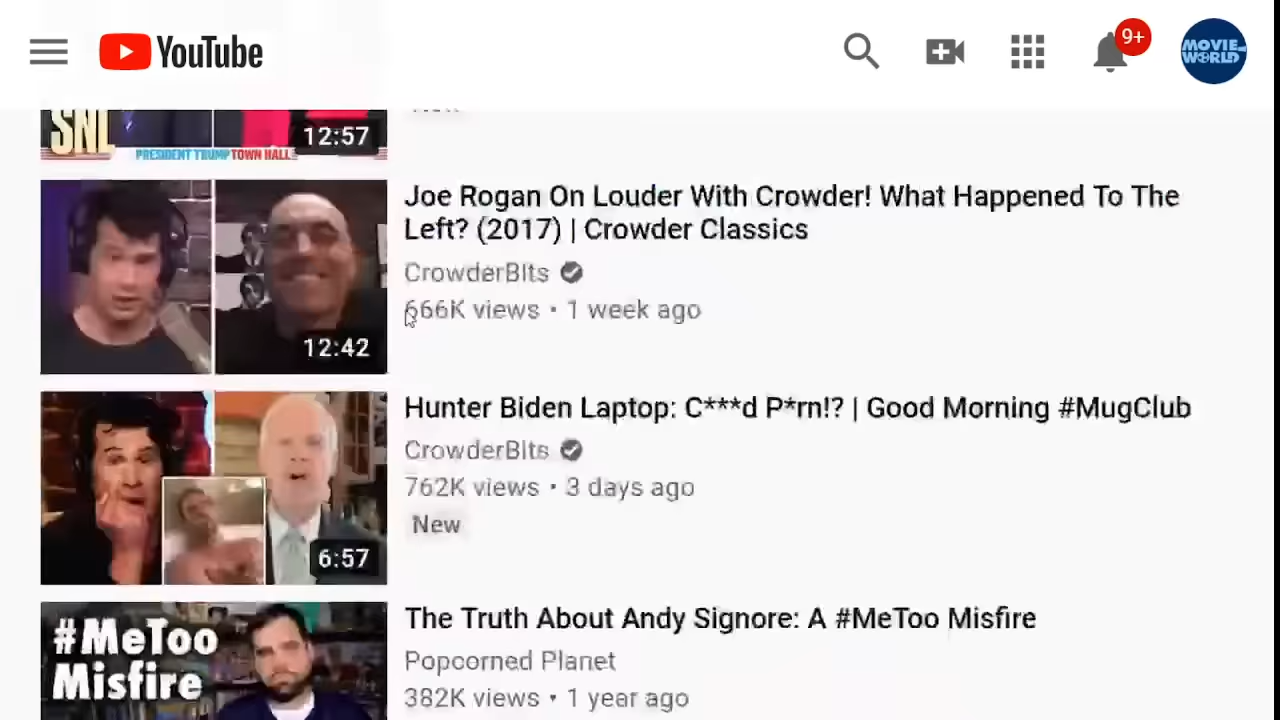 YouTube
9+
MOVIE
WORLD
SNL
PRESIDENT TRUMP TOWN HALL
12:57
Joe Rogan On Louder With Crowder! What Happened To The
Left? (2017) | Crowder Classics
CrowderBits
666K views • 1 week ago
12:42
Hunter Biden Laptop: C***d P*rn!? | Good Morning #MugClub
CrowderBits
762K views • 3 days ago
New
6:57
The Truth About Andy Signore: A #MeToo Misfire
Popcorned Planet
382K views • 1 year ago
#MeToo
Misfire